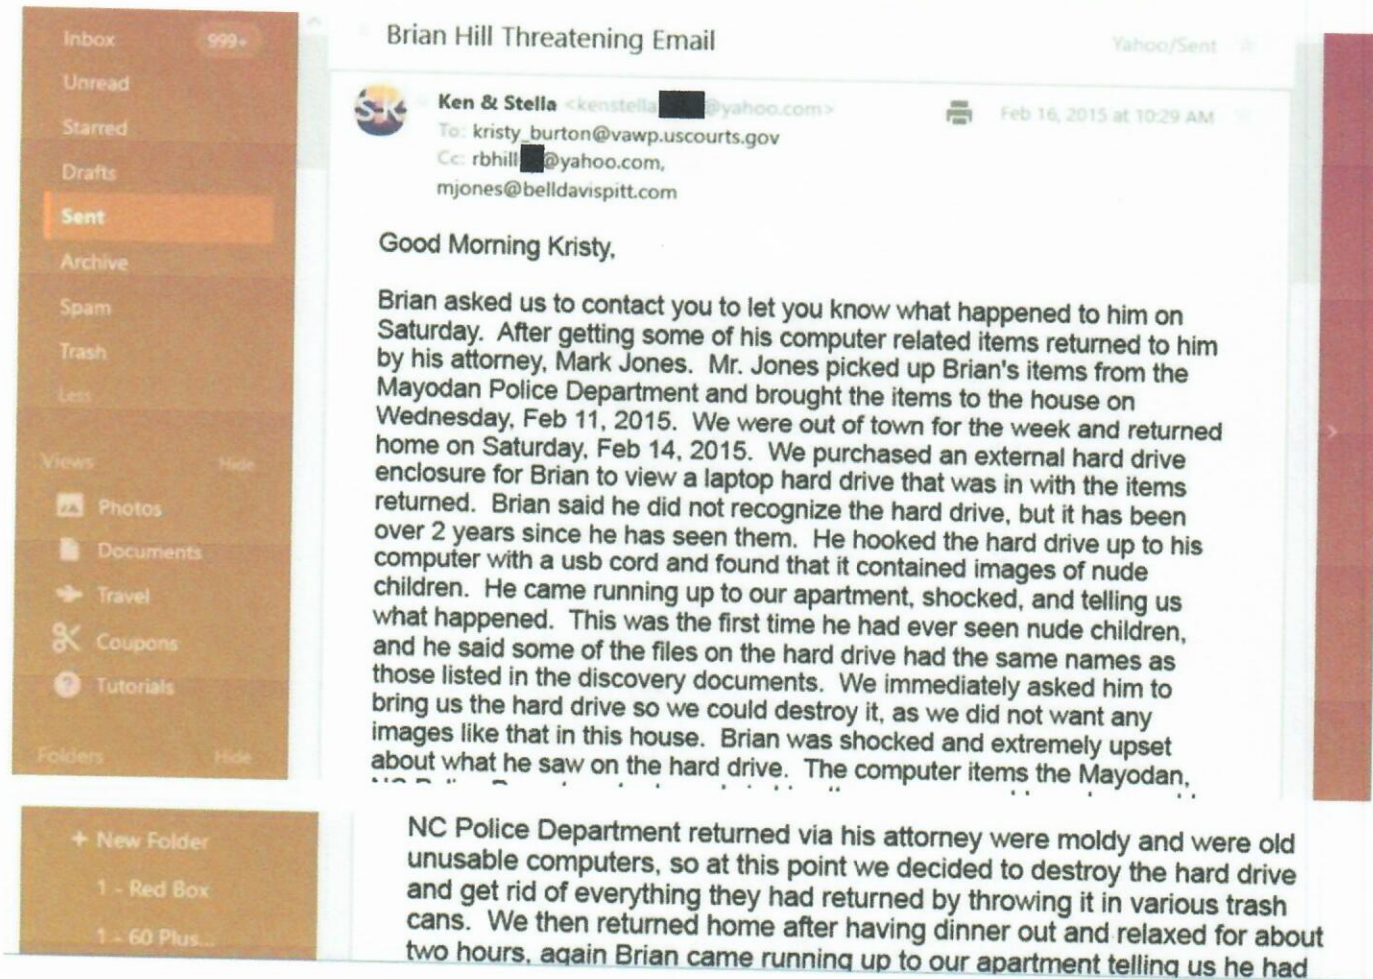 Inbox 999+
Unread
Starred
Drafts
Sent
Archive
Spam
Trash
Less
Views Hide
Photos
Documents
Travel
Coupons
Tutorials
Folders Hide
+ New Folder
1 - Red Box
1 - 60 Plus...
Brian Hill Threatening Email
Yahoo/Sent
SK
Ken & Stella <kenstella @yahoo.com>
Feb 16, 2015 at 10:29 AM
To: kristy_burton@vawp.uscourts.gov
Cc: rbhill @yahoo.com,
mjones@belldavispitt.com
Good Morning Kristy,
Brian asked us to contact you to let you know what happened to him on
Saturday. After getting some of his computer related items returned to him
by his attorney, Mark Jones. Mr. Jones picked up Brian's items from the
Mayodan Police Department and brought the items to the house on
Wednesday, Feb 11, 2015. We were out of town for the week and returned
home on Saturday, Feb 14, 2015. We purchased an external hard drive
enclosure for Brian to view a laptop hard drive that was in with the items
returned. Brian said he did not recognize the hard drive, but it has been
over 2 years since he has seen them. He hooked the hard drive up to his
computer with a usb cord and found that it contained images of nude
children. He came running up to our apartment, shocked, and telling us
what happened. This was the first time he had ever seen nude children,
and he said some of the files on the hard drive had the same names as
those listed in the discovery documents. We immediately asked him to
bring us the hard drive so we could destroy it, as we did not want any
images like that in this house. Brian was shocked and extremely upset
about what he saw on the hard drive. The computer items the Mayodan,
NC Police Department returned via his attorney were moldy and were old
unusable computers, so at this point we decided to destroy the hard drive
and get rid of everything they had returned by throwing it in various trash
cans. We then returned home after having dinner out and relaxed for about
two hours, again Brian came running up to our apartment telling us he had